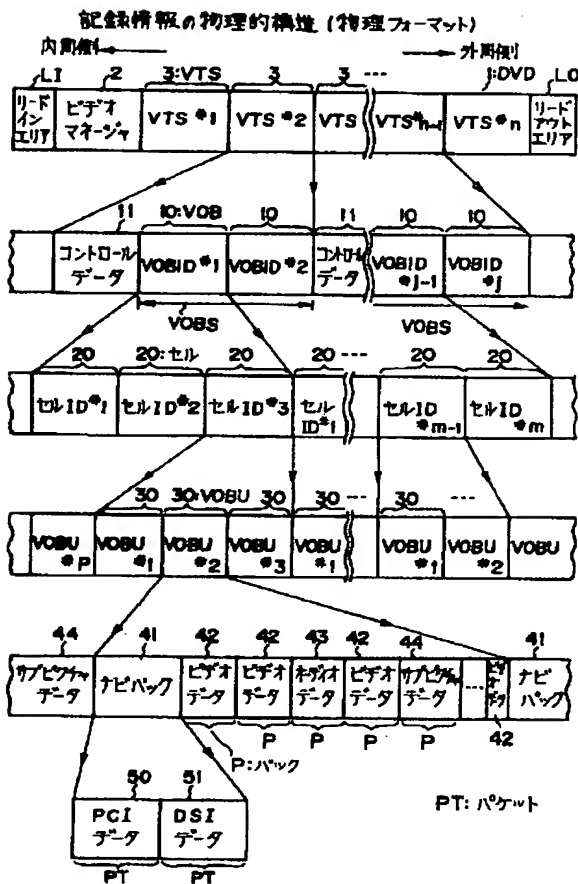 記録情報の物理的構造（物理フォーマット）
内周側 外周側
LI 2 3:VTS 3 3 --- 1:DVD LO
リードインエリア ビデオマネージャ VTS#1 VTS#2 VTS VTS#n-1 VTS#n リードアウトエリア
11 10:VOB 10 11 10 10
コントロールデータ VOBID#1 VOBID#2 コントロールデータ VOBID#j-1 VOBID#j
VOBS VOBS
20 20:セル 20 20 --- 20 20
セルID#1 セルID#2 セルID#3 セルID#1 セルID#m-1 セルID#m
30 30:VOBU 30 30 --- 30 ---
VOBU#P VOBU#1 VOBU#2 VOBU#3 VOBU#1 VOBU#1 VOBU#2 VOBU
44 41 42 42 43 42 44 41
サブピクチャデータ ナビパック ビデオデータ ビデオデータ オーディオデータ ビデオデータ サブピクチャデータ ---- ビデオデータ ナビパック
P P P P 42
P:パック
50 51
PCIデータ DSIデータ
PT PT
PT:パケット